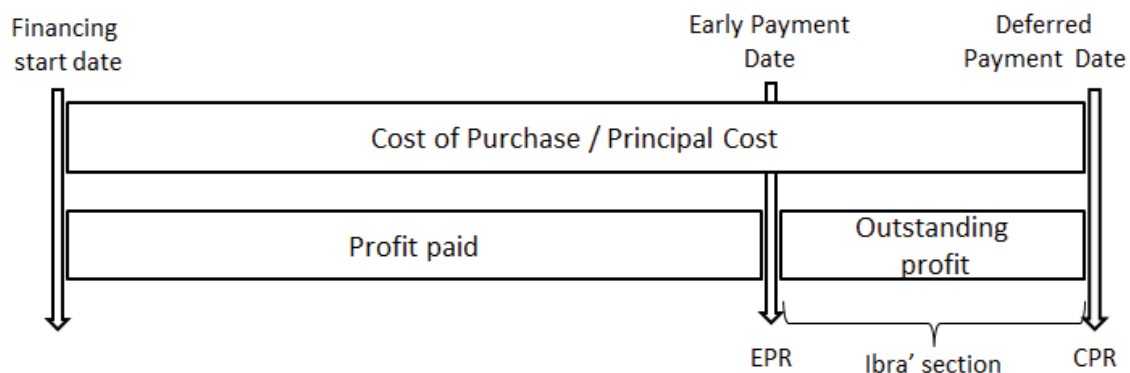 Financing
start date
Early Payment
Date
Deferred
Payment Date
Cost of Purchase / Principal Cost
Profit paid
Outstanding
profit
EPR
Ibra' section
CPR